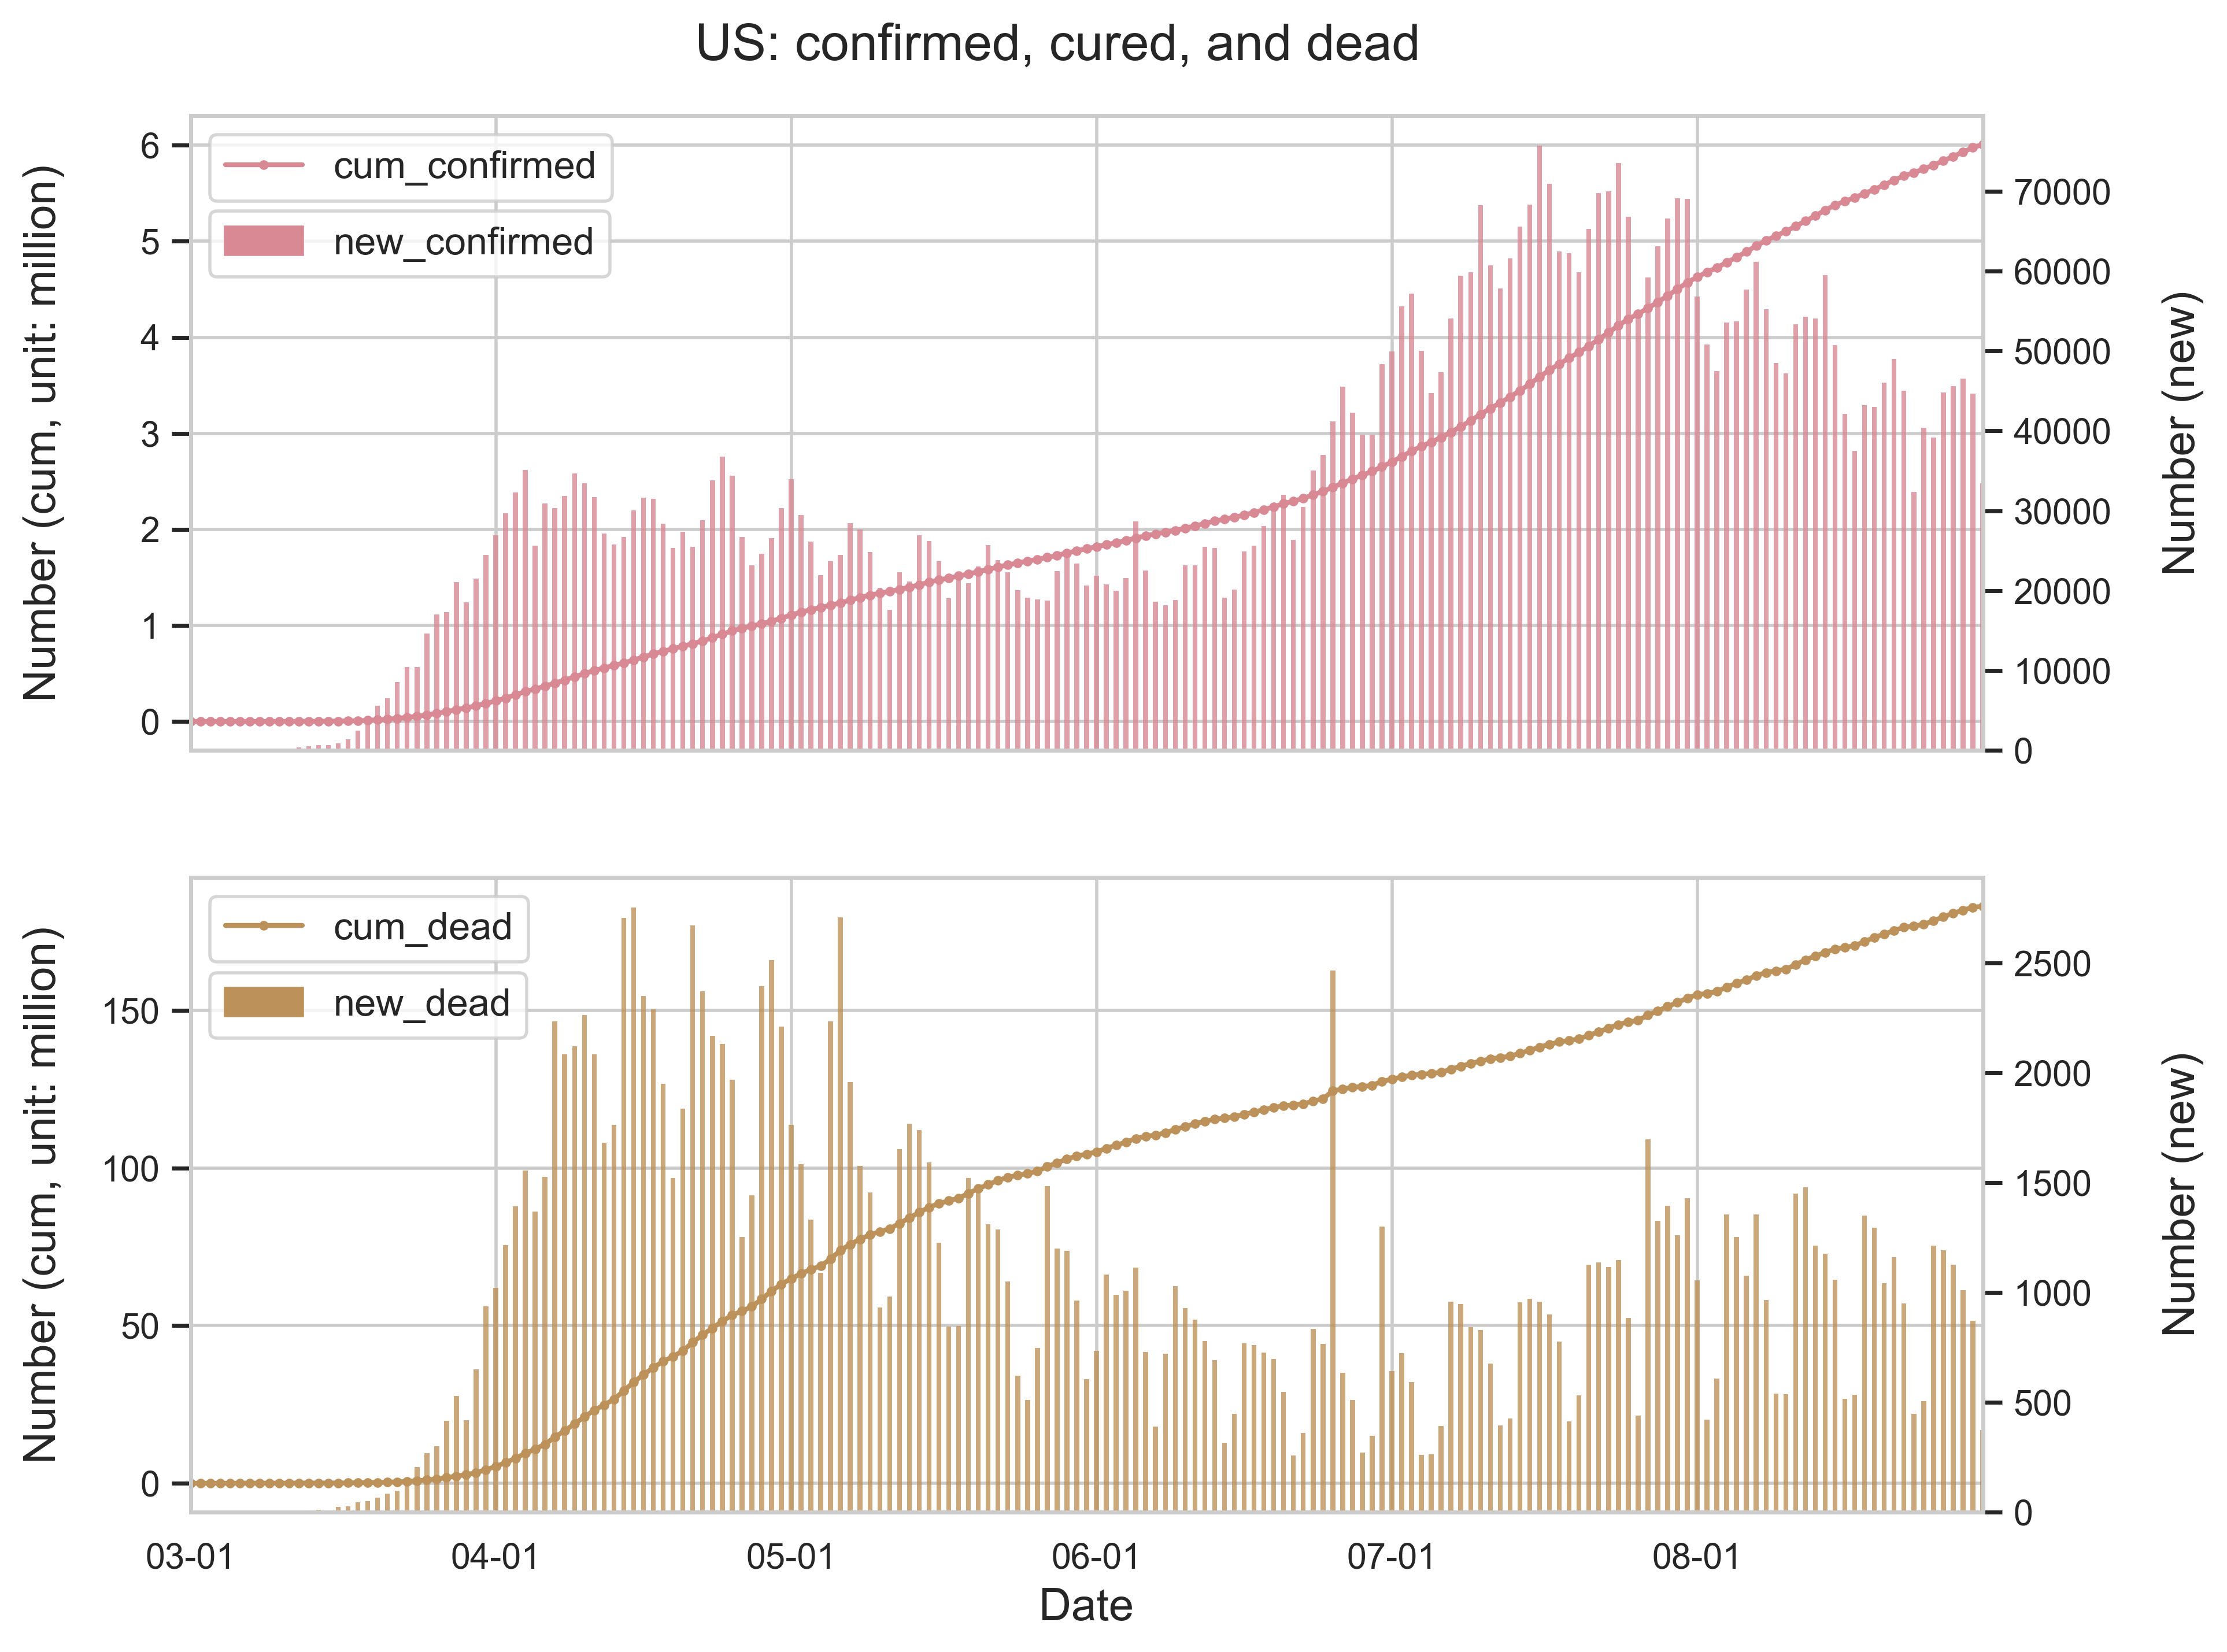 US: confirmed, cured, and dead
Number (cum, unit: million)
6
5
4
3
2
1
0
cum_confirmed
new_confirmed
70000
60000
50000
40000
30000
20000
10000
0
Number (new)
Number (cum, unit: million)
150
100
50
0
cum_dead
new_dead
2500
2000
1500
1000
500
0
Number (new)
03-01 04-01 05-01 06-01 07-01 08-01
Date